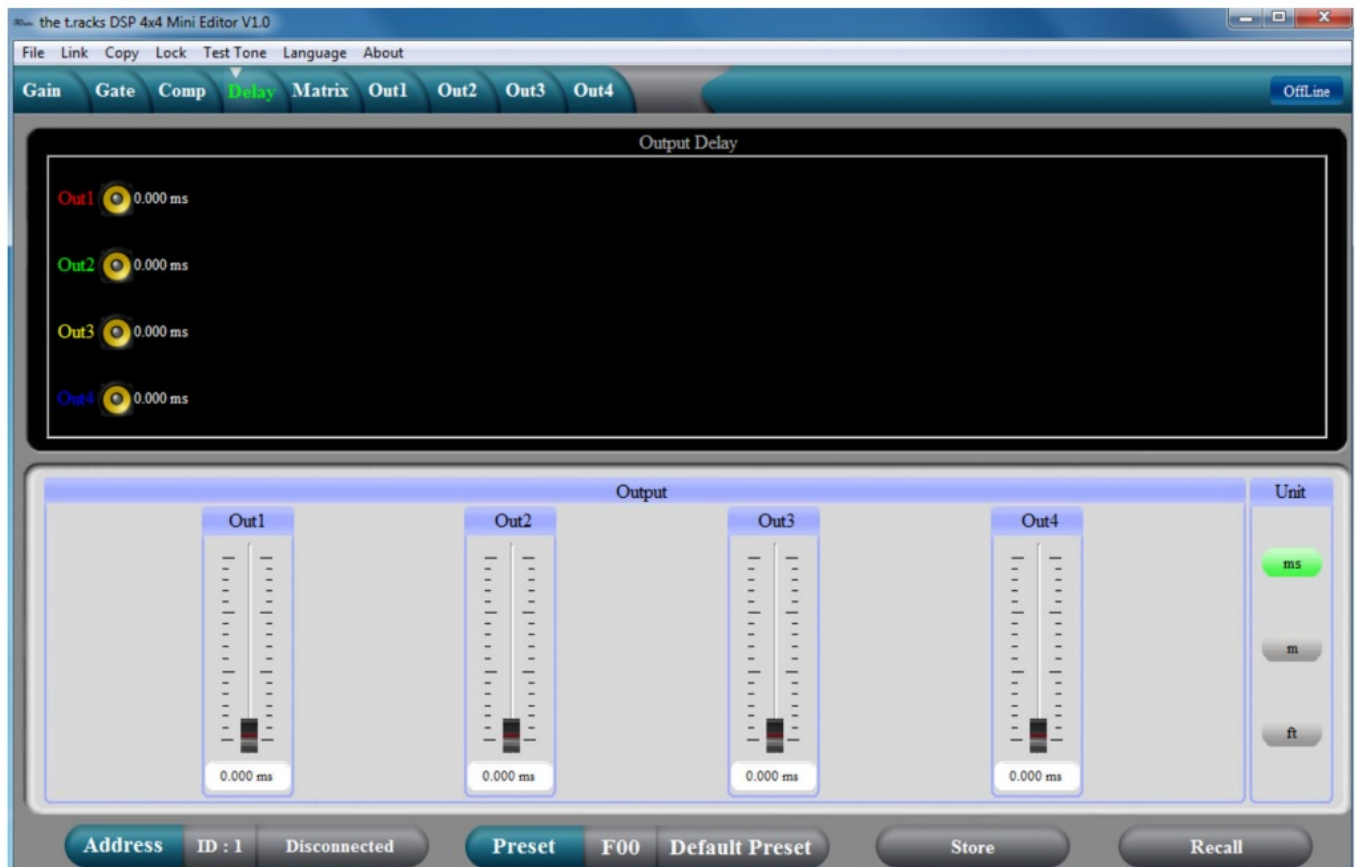 the t.racks DSP 4x4 Mini Editor V1.0
File Link Copy Lock Test Tone Language About
Gain Gate Comp Delay Matrix Out1 Out2 Out3 Out4 OffLine
Output Delay
Out1 0.000 ms
Out2 0.000 ms
Out3 0.000 ms
Out4 0.000 ms
Output Unit
Out1 Out2 Out3 Out4
ms
m
ft
0.000 ms 0.000 ms 0.000 ms 0.000 ms
Address ID : 1 Disconnected Preset F00 Default Preset Store Recall